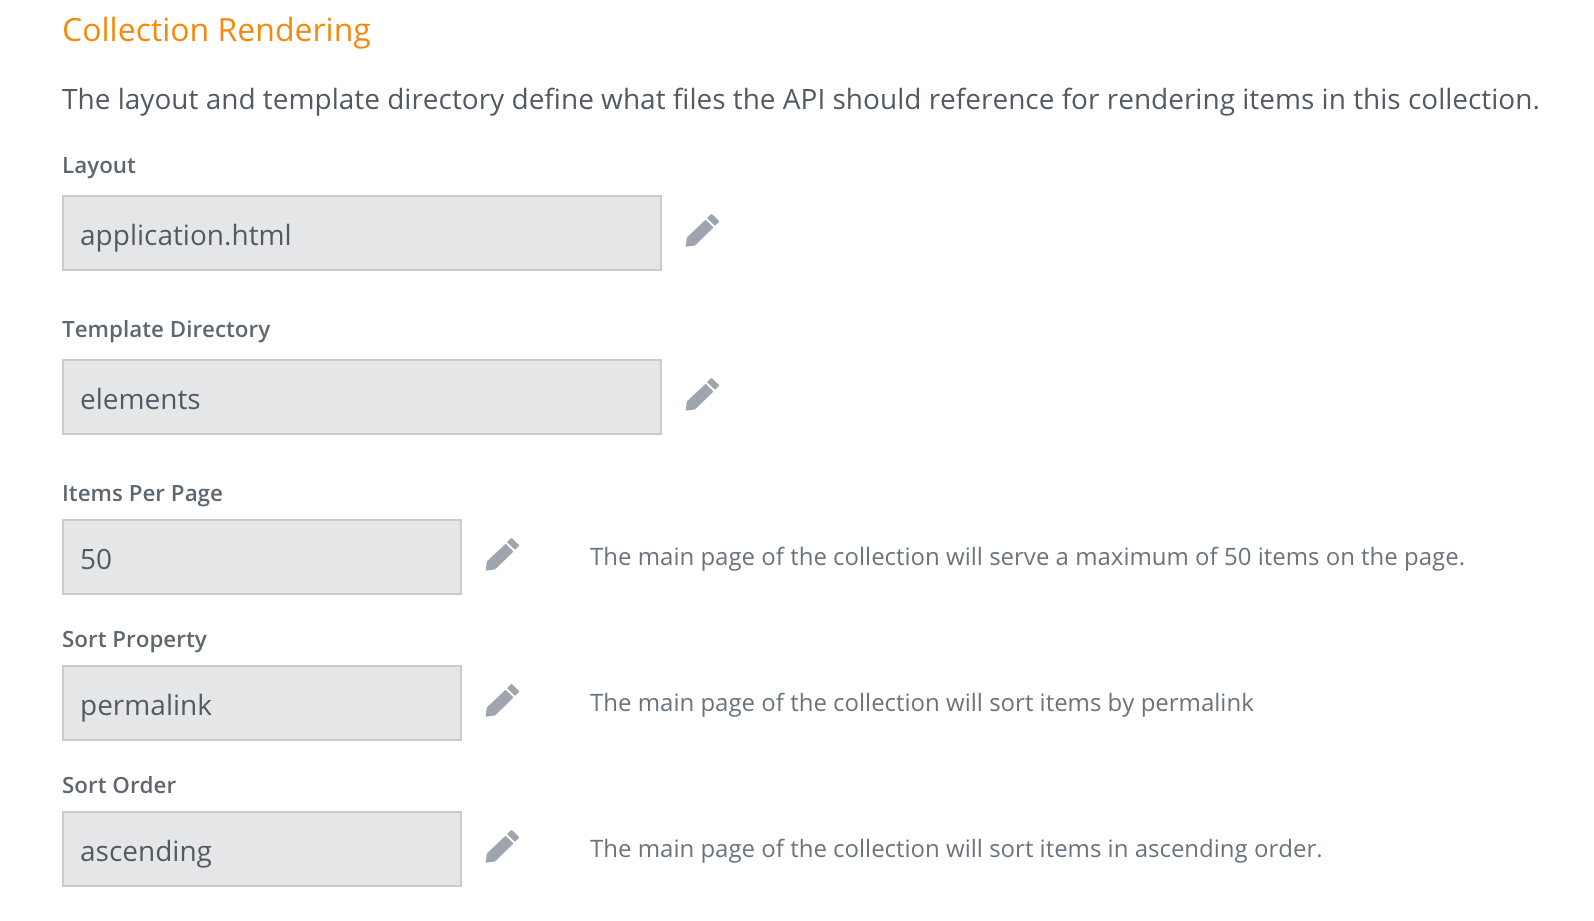 Collection Rendering
The layout and template directory define what files the API should reference for rendering items in this collection.
Layout
application.html
Template Directory
elements
Items Per Page
50
The main page of the collection will serve a maximum of 50 items on the page.
Sort Property
permalink
The main page of the collection will sort items by permalink
Sort Order
ascending
The main page of the collection will sort items in ascending order.